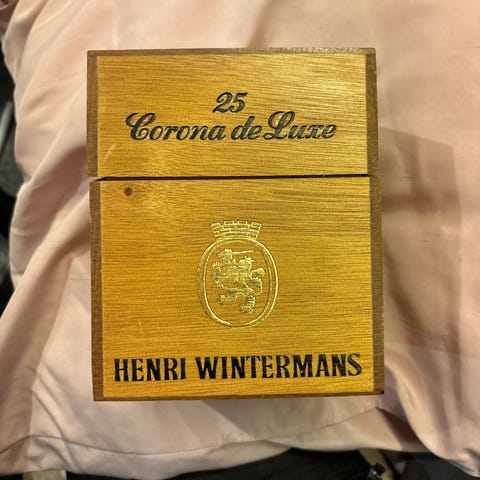 25
Corona de Luxe
HENRI WINTERMANS